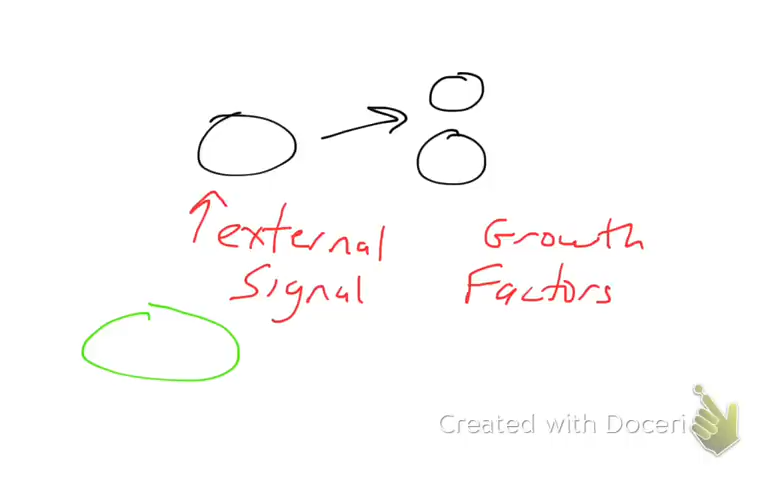 ↑ external
Signal
Growth
Factors
Created with Doceri